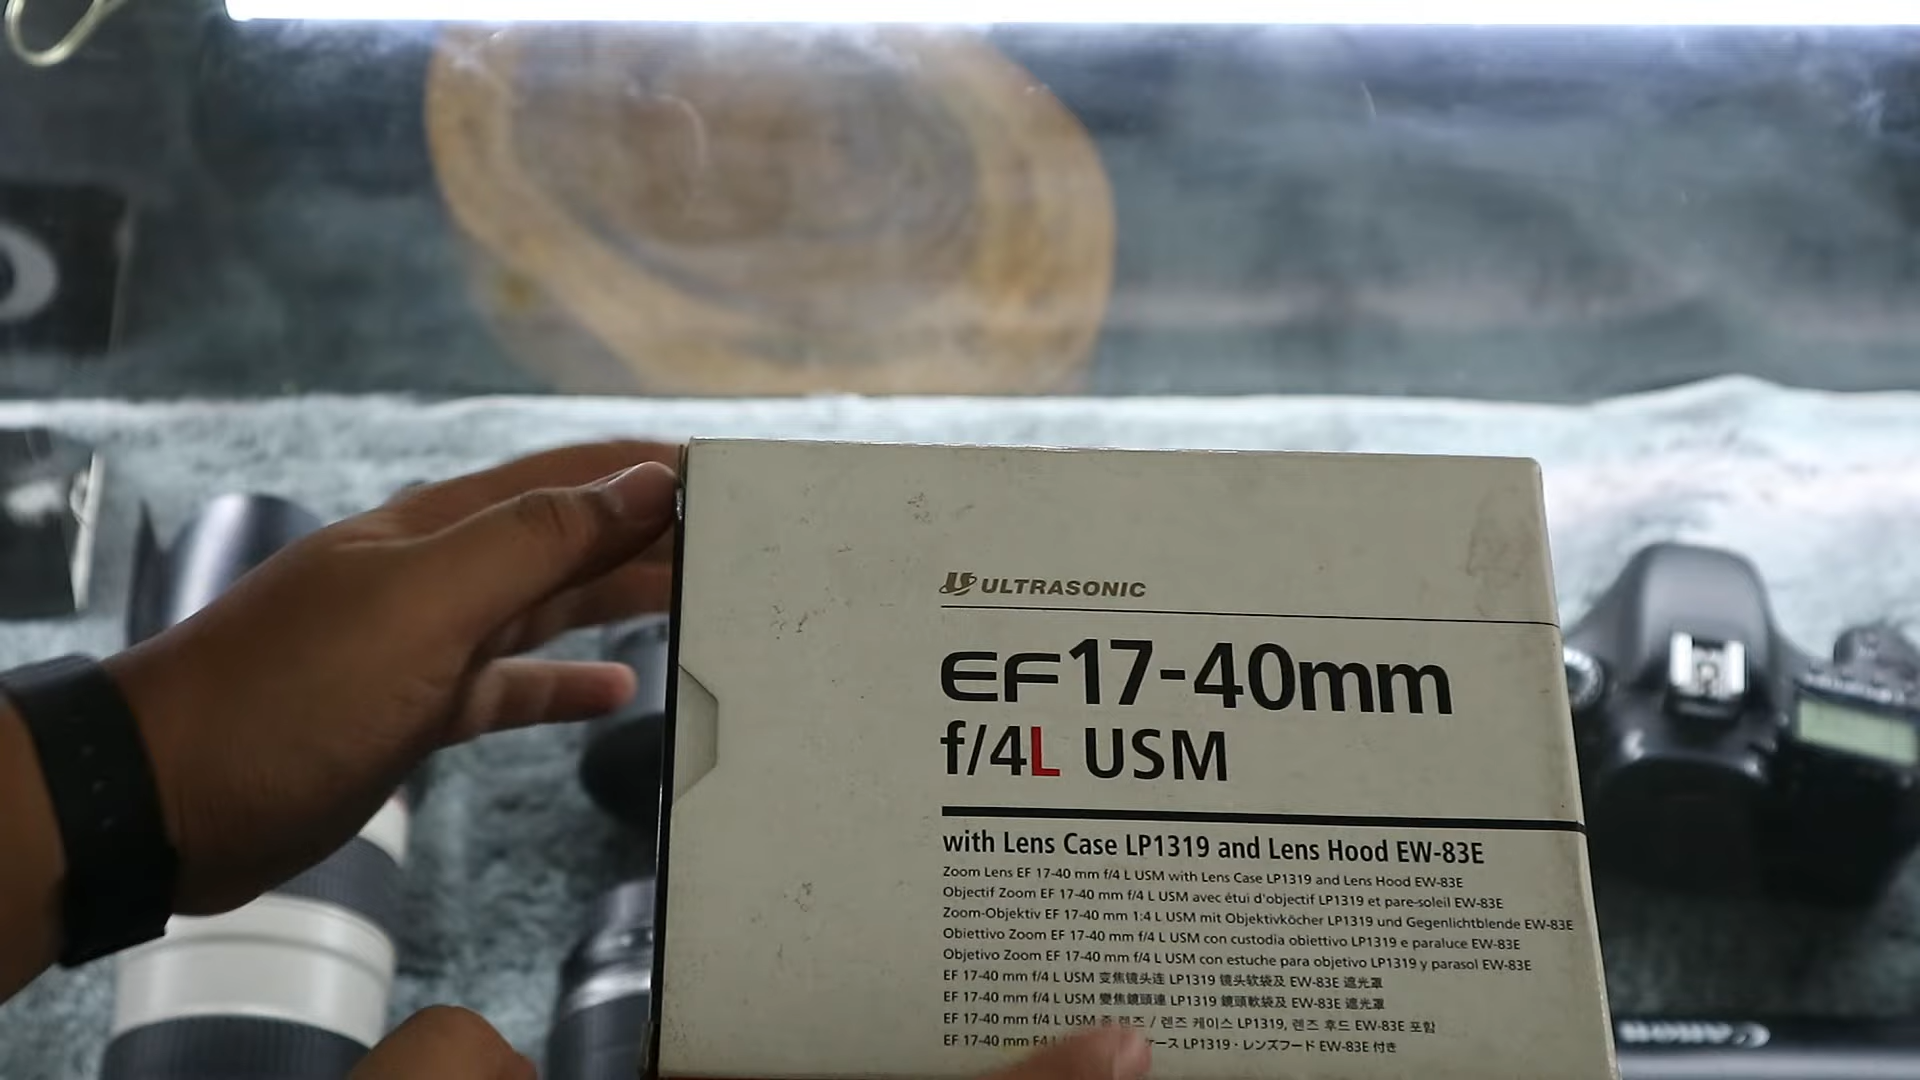 ULTRASONIC
EF17-40mm
f/4L USM
with Lens Case LP1319 and Lens Hood EW-83E
Zoom Lens EF 17-40 mm f/4 L USM with Lens Case LP1319 and Lens Hood EW-83E
Objectif Zoom EF 17-40 mm f/4 L USM avec étui d'objectif LP1319 et pare-soleil EW-83E
Zoom-Objektiv EF 17-40 mm 1:4 L USM mit Objektivköcher LP1319 und Gegenlichtblende EW-83E
Obiettivo Zoom EF 17-40 mm f/4 L USM con custodia obiettivo LP1319 e paraluce EW-83E
Objetivo Zoom EF 17-40 mm f/4 L USM con estuche para objetivo LP1319 y parasol EW-83E
EF 17-40 mm f/4 L USM 变焦镜头连 LP1319 镜头软袋及 EW-83E 遮光罩
EF 17-40 mm f/4 L USM 變焦鏡頭連 LP1319 鏡頭軟袋及 EW-83E 遮光罩
EF 17-40 mm f/4 L USM 줌 렌즈 / 렌즈 케이스 LP1319, 렌즈 후드 EW-83E 포함
EF 17-40 mm F4 L ケース LP1319・レンズフード EW-83E 付き
Canon